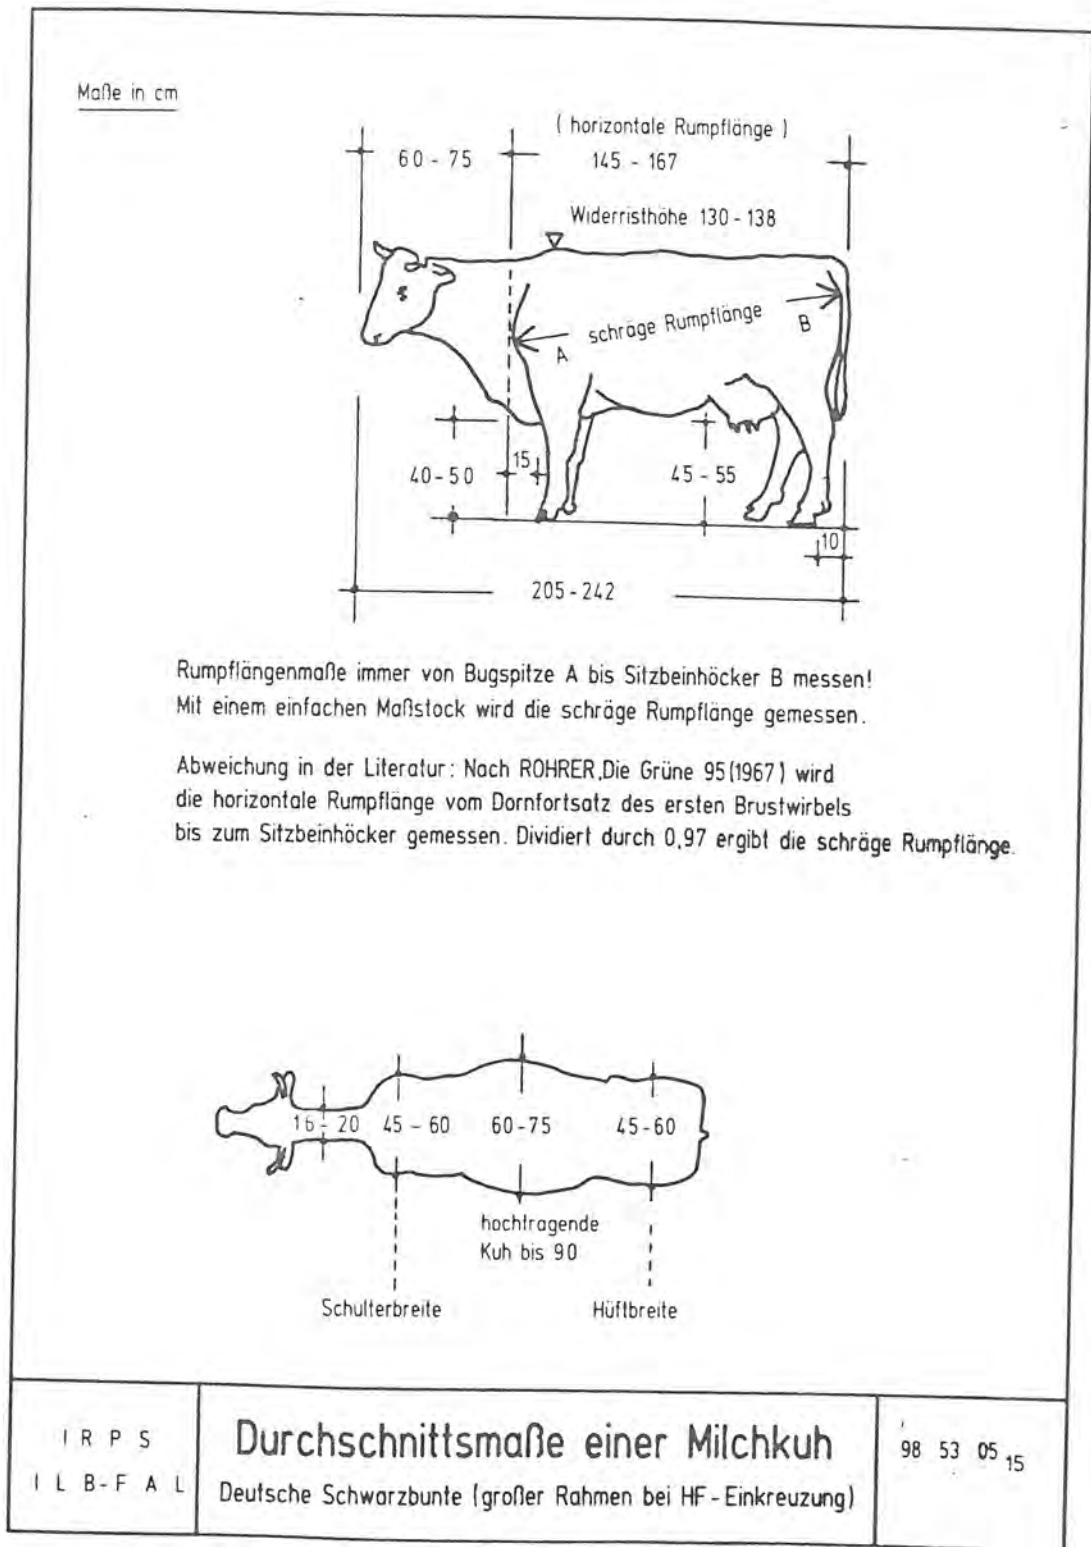 Maße in cm
( horizontale Rumpflänge )
60 - 75
145 - 167
Widerristhöhe 130 - 138
A schräge Rumpflänge B
40 - 50
15
45 - 55
10
205 - 242
Rumpflängenmaße immer von Bugspitze A bis Sitzbeinhöcker B messen!
Mit einem einfachen Maßstock wird die schräge Rumpflänge gemessen.
Abweichung in der Literatur: Nach ROHRER,Die Grüne 95(1967) wird
die horizontale Rumpflänge vom Dornfortsatz des ersten Brustwirbels
bis zum Sitzbeinhöcker gemessen. Dividiert durch 0,97 ergibt die schräge Rumpflänge.
16 - 20 45 - 60 60-75 45-60
hochtragende
Kuh bis 90
Schulterbreite Hüftbreite
I R P S
I L B - F A L
Durchschnittsmaße einer Milchkuh
Deutsche Schwarzbunte (großer Rahmen bei HF - Einkreuzung)
98 53 05 15